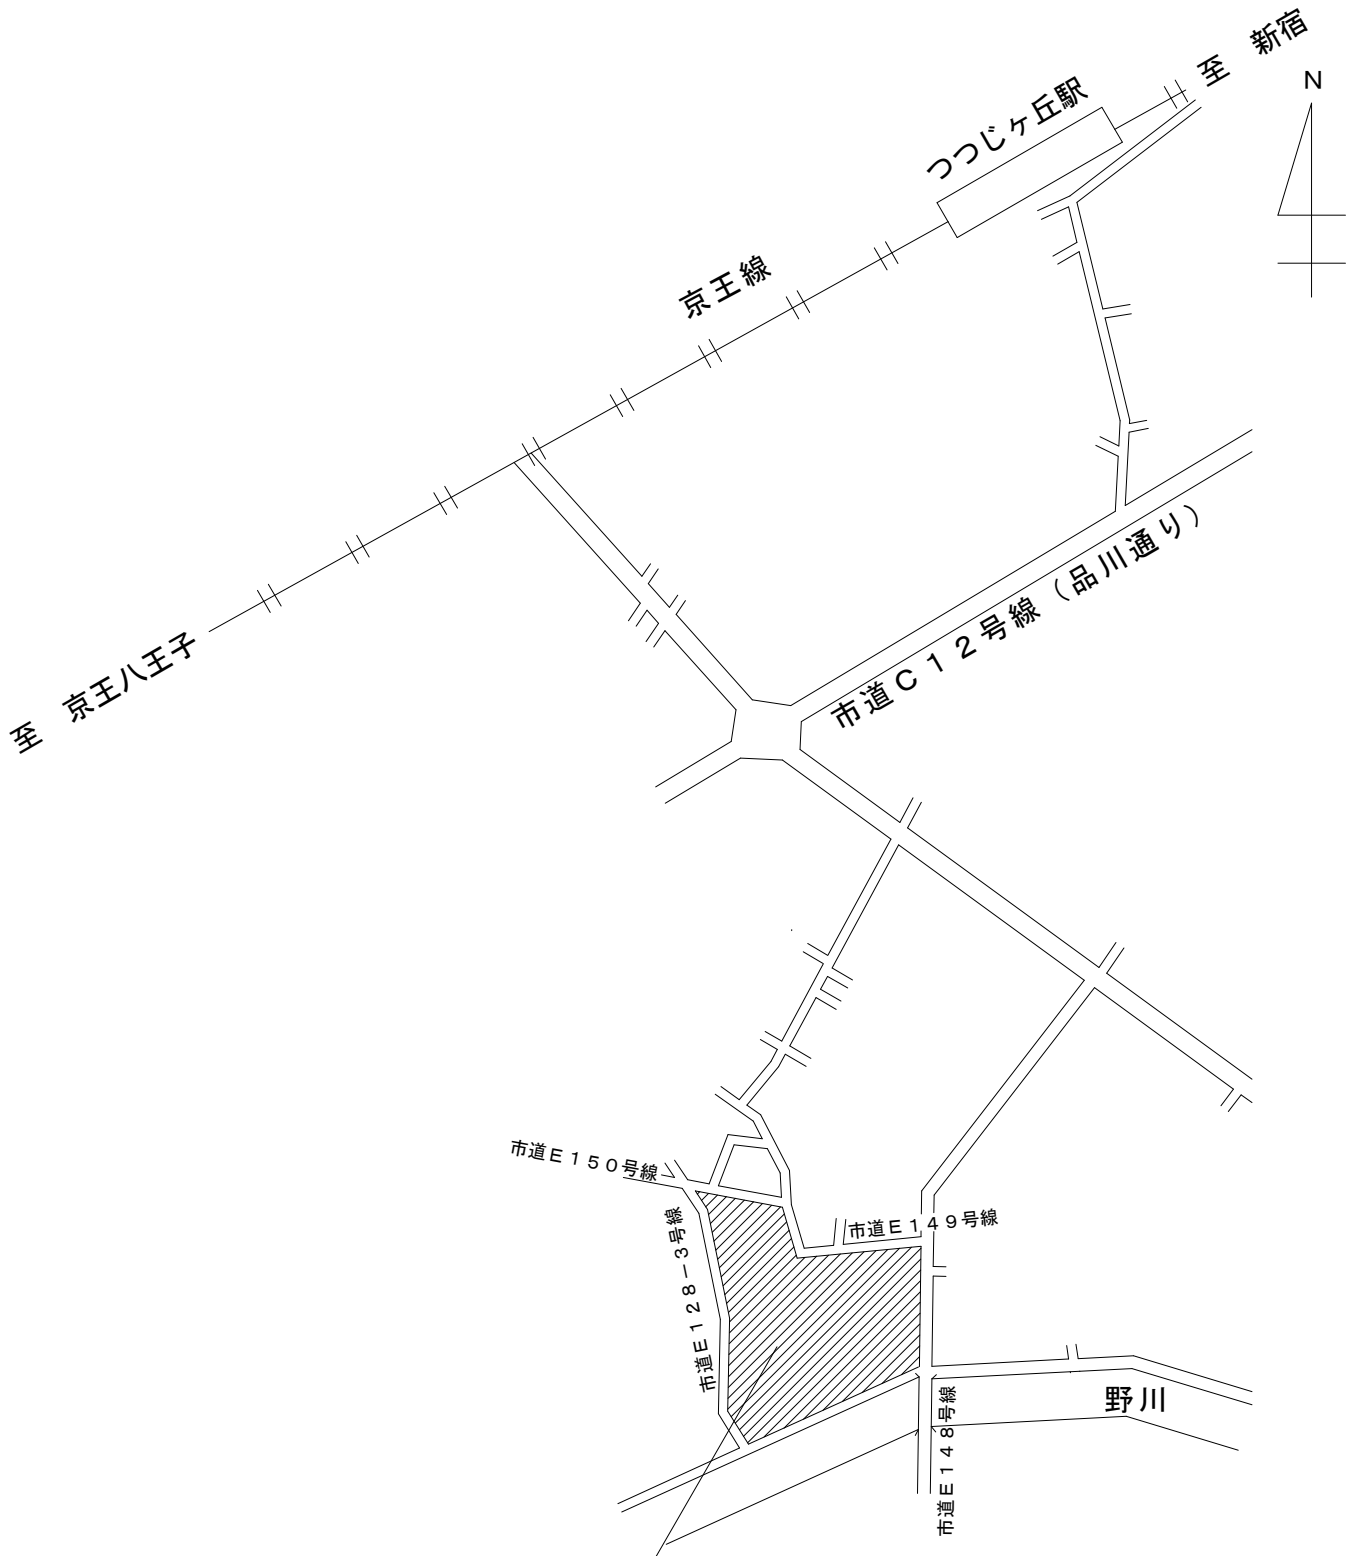 至　新宿
N
つつじヶ丘駅
京王線
市道Ｃ１２号線（品川通り）
至　京王八王子
市道Ｅ１５０号線
市道Ｅ１４９号線
市道Ｅ１２８－３号線
野川
市道Ｅ１４８号線